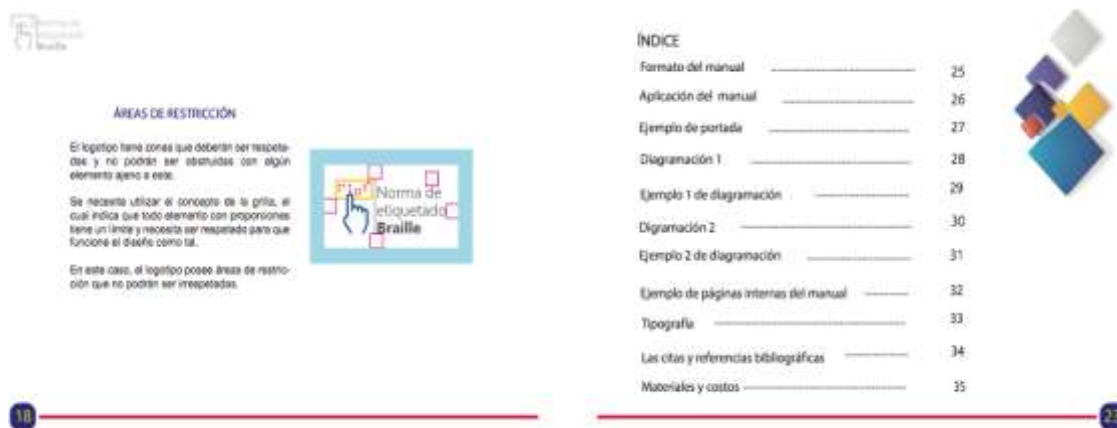 Norma de
etiquetado
Braille
ÁREAS DE RESTRICCIÓN
El logotipo tiene zonas que deberán ser respeta-
das y no podrán ser obstruidas con algún
elemento ajeno a este.
Se necesita utilizar el concepto de la grilla, el
cual indica que todo elemento con proporciones
tiene un límite y necesita ser respetado para que
funcione el diseño como tal.
En este caso, el logotipo posee áreas de restric-
ción que no podrán ser irrespetadas.
Norma de
etiquetado
Braille
18
ÍNDICE
Formato del manual 25
Aplicación del manual 26
Ejemplo de portada 27
Diagramación 1 28
Ejemplo 1 de diagramación 29
Digramación 2 30
Ejemplo 2 de diagramación 31
Ejemplo de páginas internas del manual 32
Tipografía 33
Las citas y referencias bibliográficas 34
Materiales y costos 35